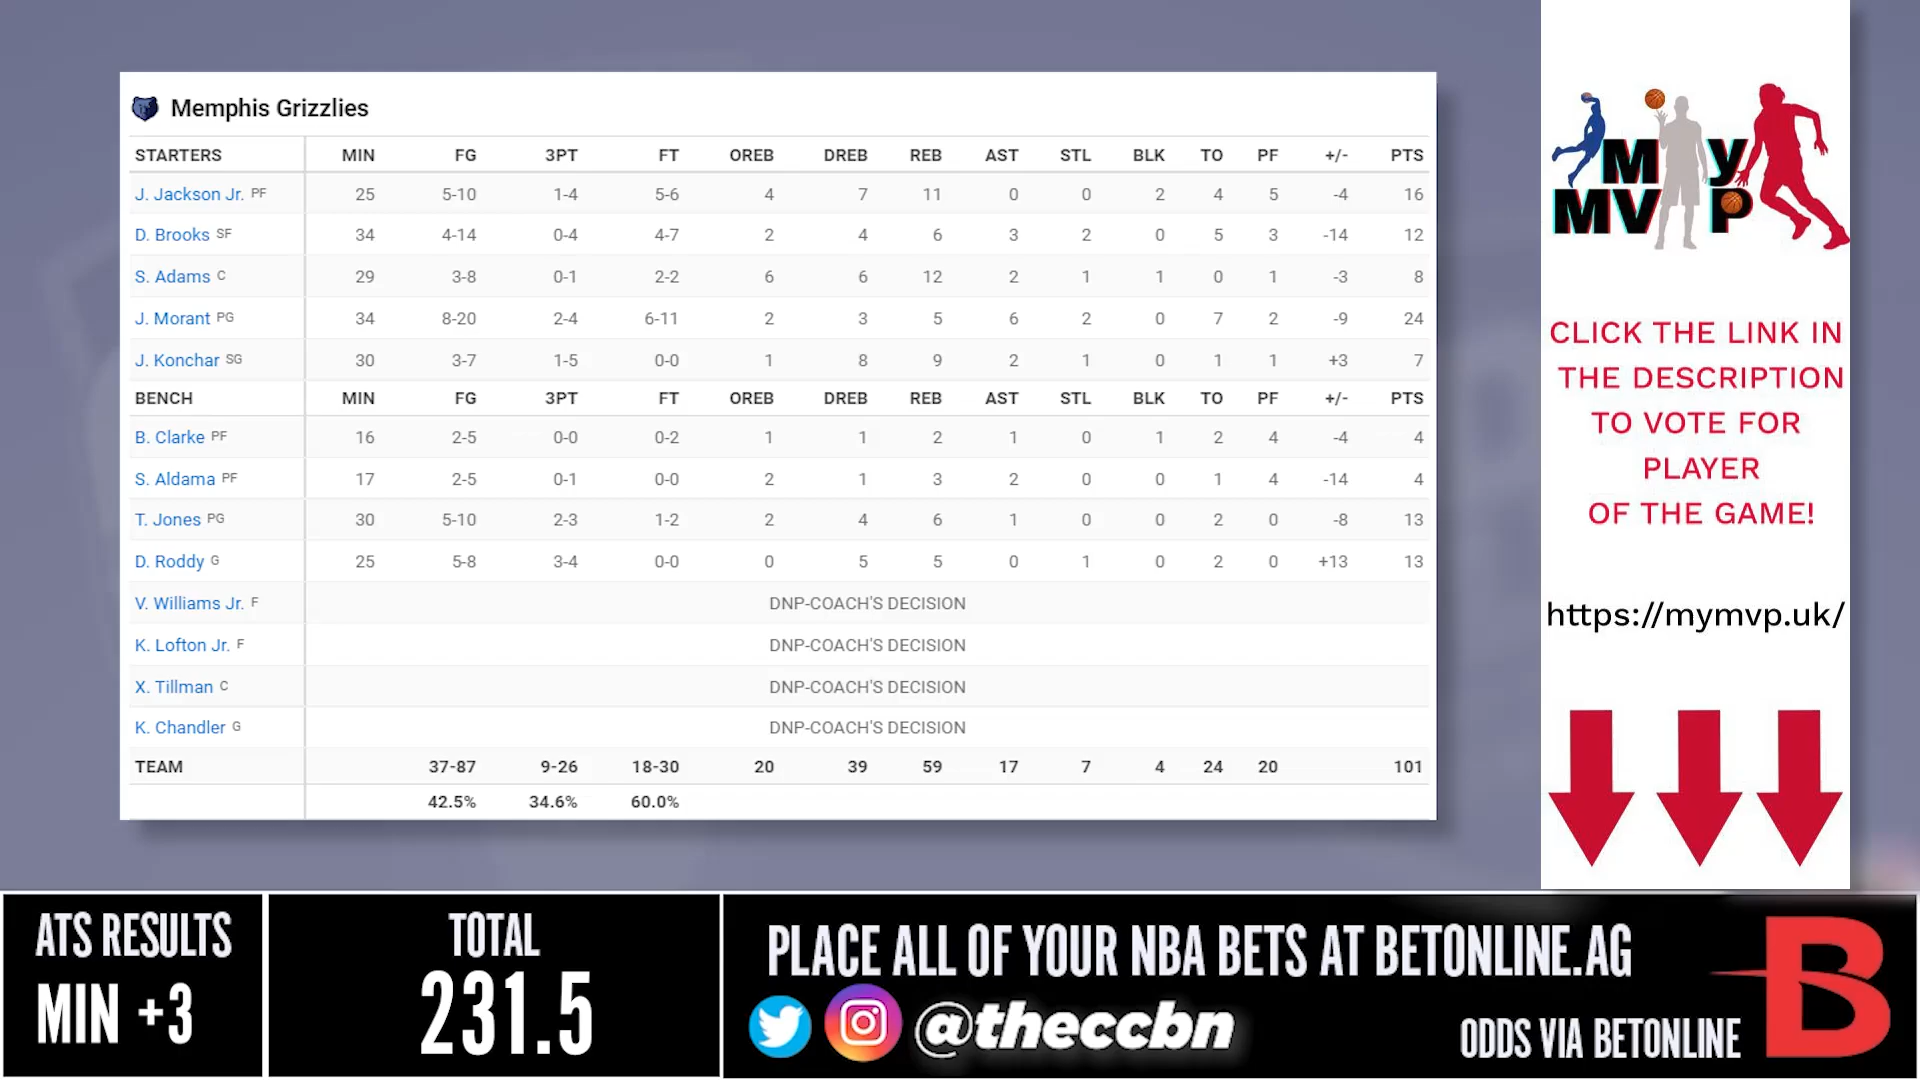 Memphis Grizzlies
STARTERS MIN FG 3PT FT OREB DREB REB AST STL BLK TO PF +/- PTS
J. Jackson Jr. PF 25 5-10 1-4 5-6 4 7 11 0 0 2 4 5 -4 16
D. Brooks SF 34 4-14 0-4 4-7 2 4 6 3 2 0 5 3 -14 12
S. Adams C 29 3-8 0-1 2-2 6 6 12 2 1 1 0 1 -3 8
J. Morant PG 34 8-20 2-4 6-11 2 3 5 6 2 0 7 2 -9 24
J. Konchar SG 30 3-7 1-5 0-0 1 8 9 2 1 0 1 1 +3 7
BENCH MIN FG 3PT FT OREB DREB REB AST STL BLK TO PF +/- PTS
B. Clarke PF 16 2-5 0-0 0-2 1 1 2 1 0 1 2 4 -4 4
S. Aldama PF 17 2-5 0-1 0-0 2 1 3 2 0 0 1 4 -14 4
T. Jones PG 30 5-10 2-3 1-2 2 4 6 1 0 0 2 0 -8 13
D. Roddy G 25 5-8 3-4 0-0 0 5 5 0 1 0 2 0 +13 13
V. Williams Jr. F DNP-COACH'S DECISION
K. Lofton Jr. F DNP-COACH'S DECISION
X. Tillman C DNP-COACH'S DECISION
K. Chandler G DNP-COACH'S DECISION
TEAM 37-87 9-26 18-30 20 39 59 17 7 4 24 20 101
42.5% 34.6% 60.0%
My
MVP
CLICK THE LINK IN
THE DESCRIPTION
TO VOTE FOR
PLAYER
OF THE GAME!
https://mymvp.uk/
ATS RESULTS
MIN +3
TOTAL
231.5
PLACE ALL OF YOUR NBA BETS AT BETONLINE.AG
@theccbn
ODDS VIA BETONLINE
B